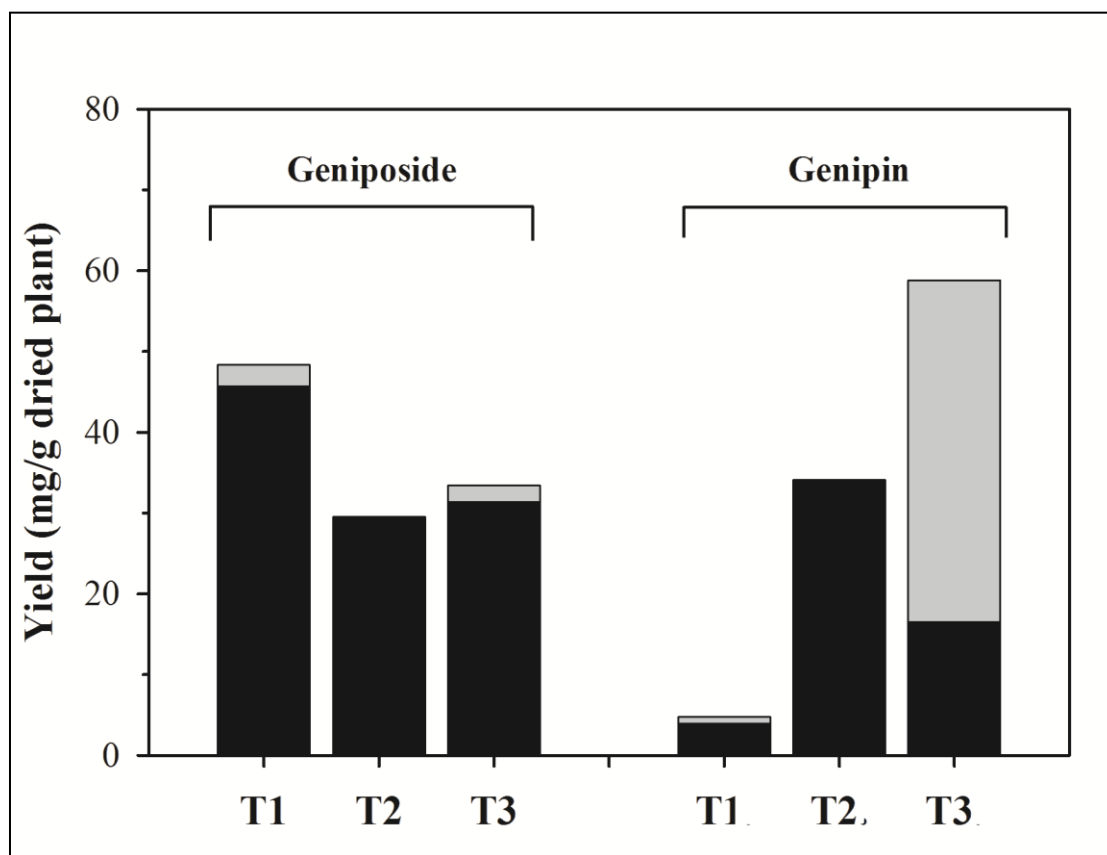 80
Geniposide
Genipin
60
40
20
0
Yield (mg/g dried plant)
T1
T2
T3
T1
T2
T3